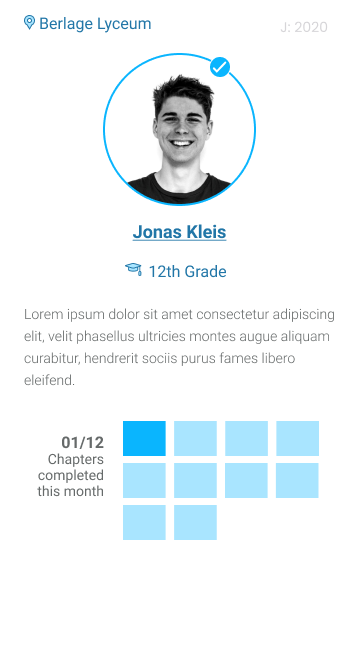 Berlage Lyceum
J: 2020
Jonas Kleis
12th Grade
Lorem ipsum dolor sit amet consectetur adipiscing
elit, velit phasellus ultricies montes augue aliquam
curabitur, hendrerit sociis purus fames libero
eleifend.
01/12
Chapters
completed
this month